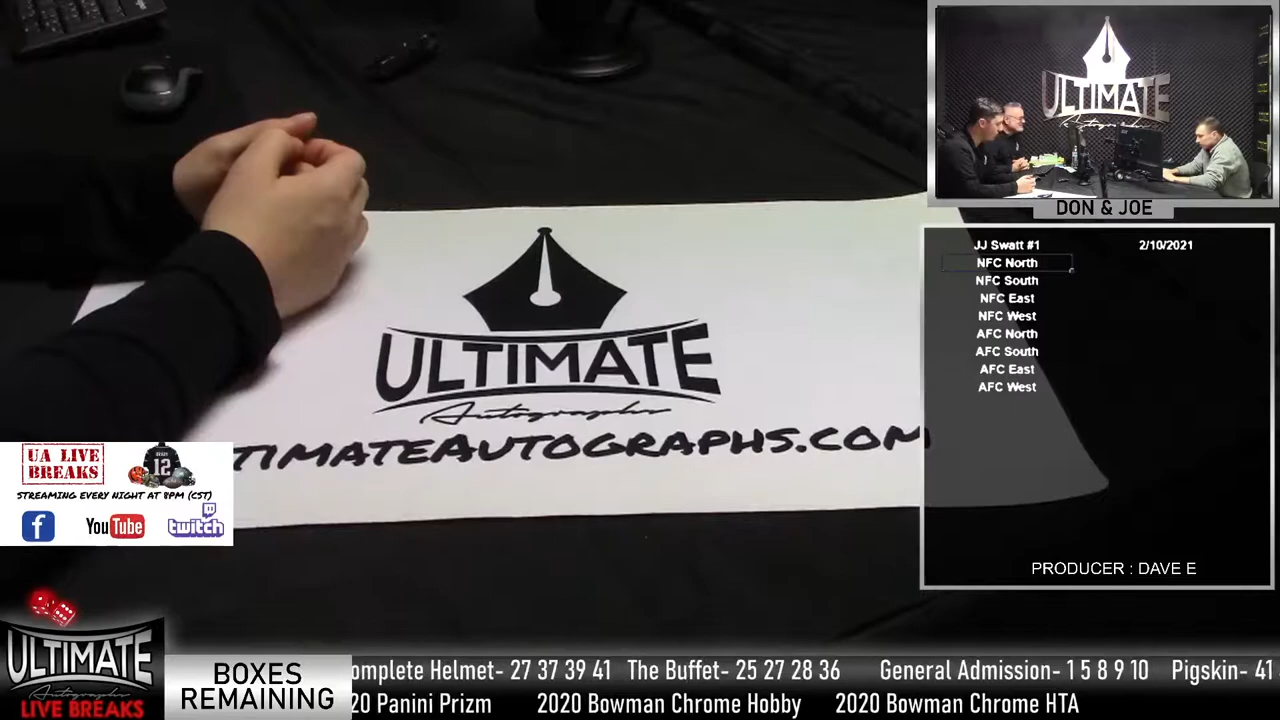 ULTIMATE
Autographs
DON & JOE
JJ Swatt #1 2/10/2021
NFC North
NFC South
NFC East
NFC West
AFC North
AFC South
AFC East
AFC West
PRODUCER : DAVE E
ULTIMATE
Autographs
TIMATEAUTOGRAPHS.COM
UA LIVE
BREAKS
12
STREAMING EVERY NIGHT AT 8PM (CST)
f YouTube twitch
ULTIMATE
Autographs
LIVE BREAKS
BOXES
REMAINING
omplete Helmet- 27 37 39 41 The Buffet- 25 27 28 36 General Admission- 1 5 8 9 10 Pigskin- 41
20 Panini Prizm 2020 Bowman Chrome Hobby 2020 Bowman Chrome HTA